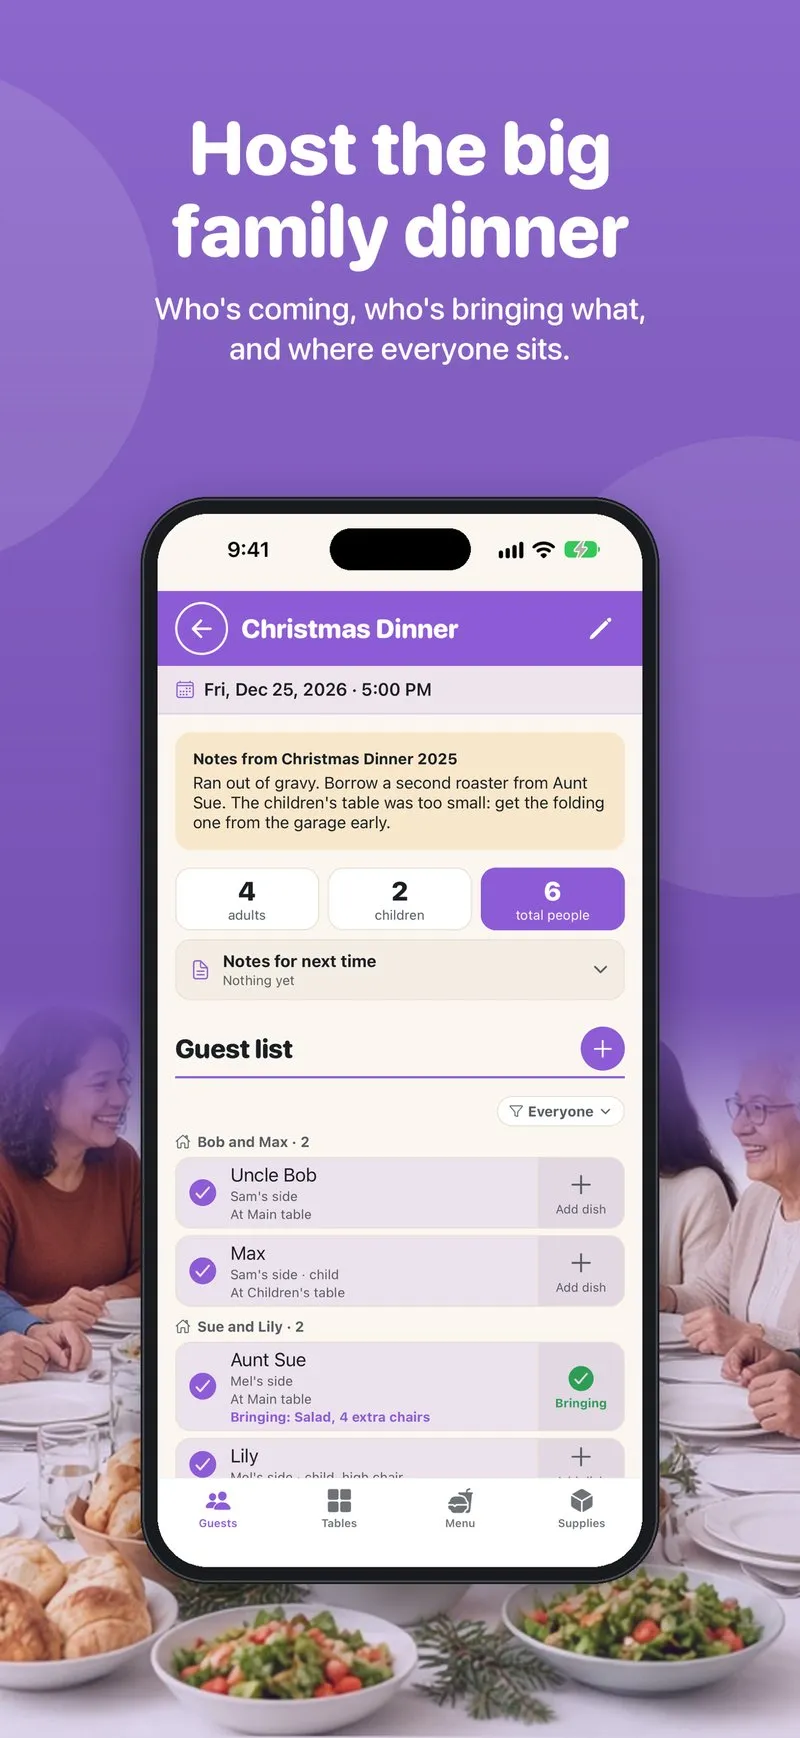 Host the big
family dinner
Who's coming, who's bringing what,
and where everyone sits.
9:41
Christmas Dinner
Fri, Dec 25, 2026 · 5:00 PM
Notes from Christmas Dinner 2025
Ran out of gravy. Borrow a second roaster from Aunt
Sue. The children's table was too small: get the folding
one from the garage early.
4
adults
2
children
6
total people
Notes for next time
Nothing yet
Guest list
Everyone
Bob and Max · 2
Uncle Bob
Sam's side
At Main table
Add dish
Max
Sam's side · child
At Children's table
Add dish
Sue and Lily · 2
Aunt Sue
Mel's side
At Main table
Bringing: Salad, 4 extra chairs
Bringing
Lily
Mel's side · child, high chair
Guests
Tables
Menu
Supplies